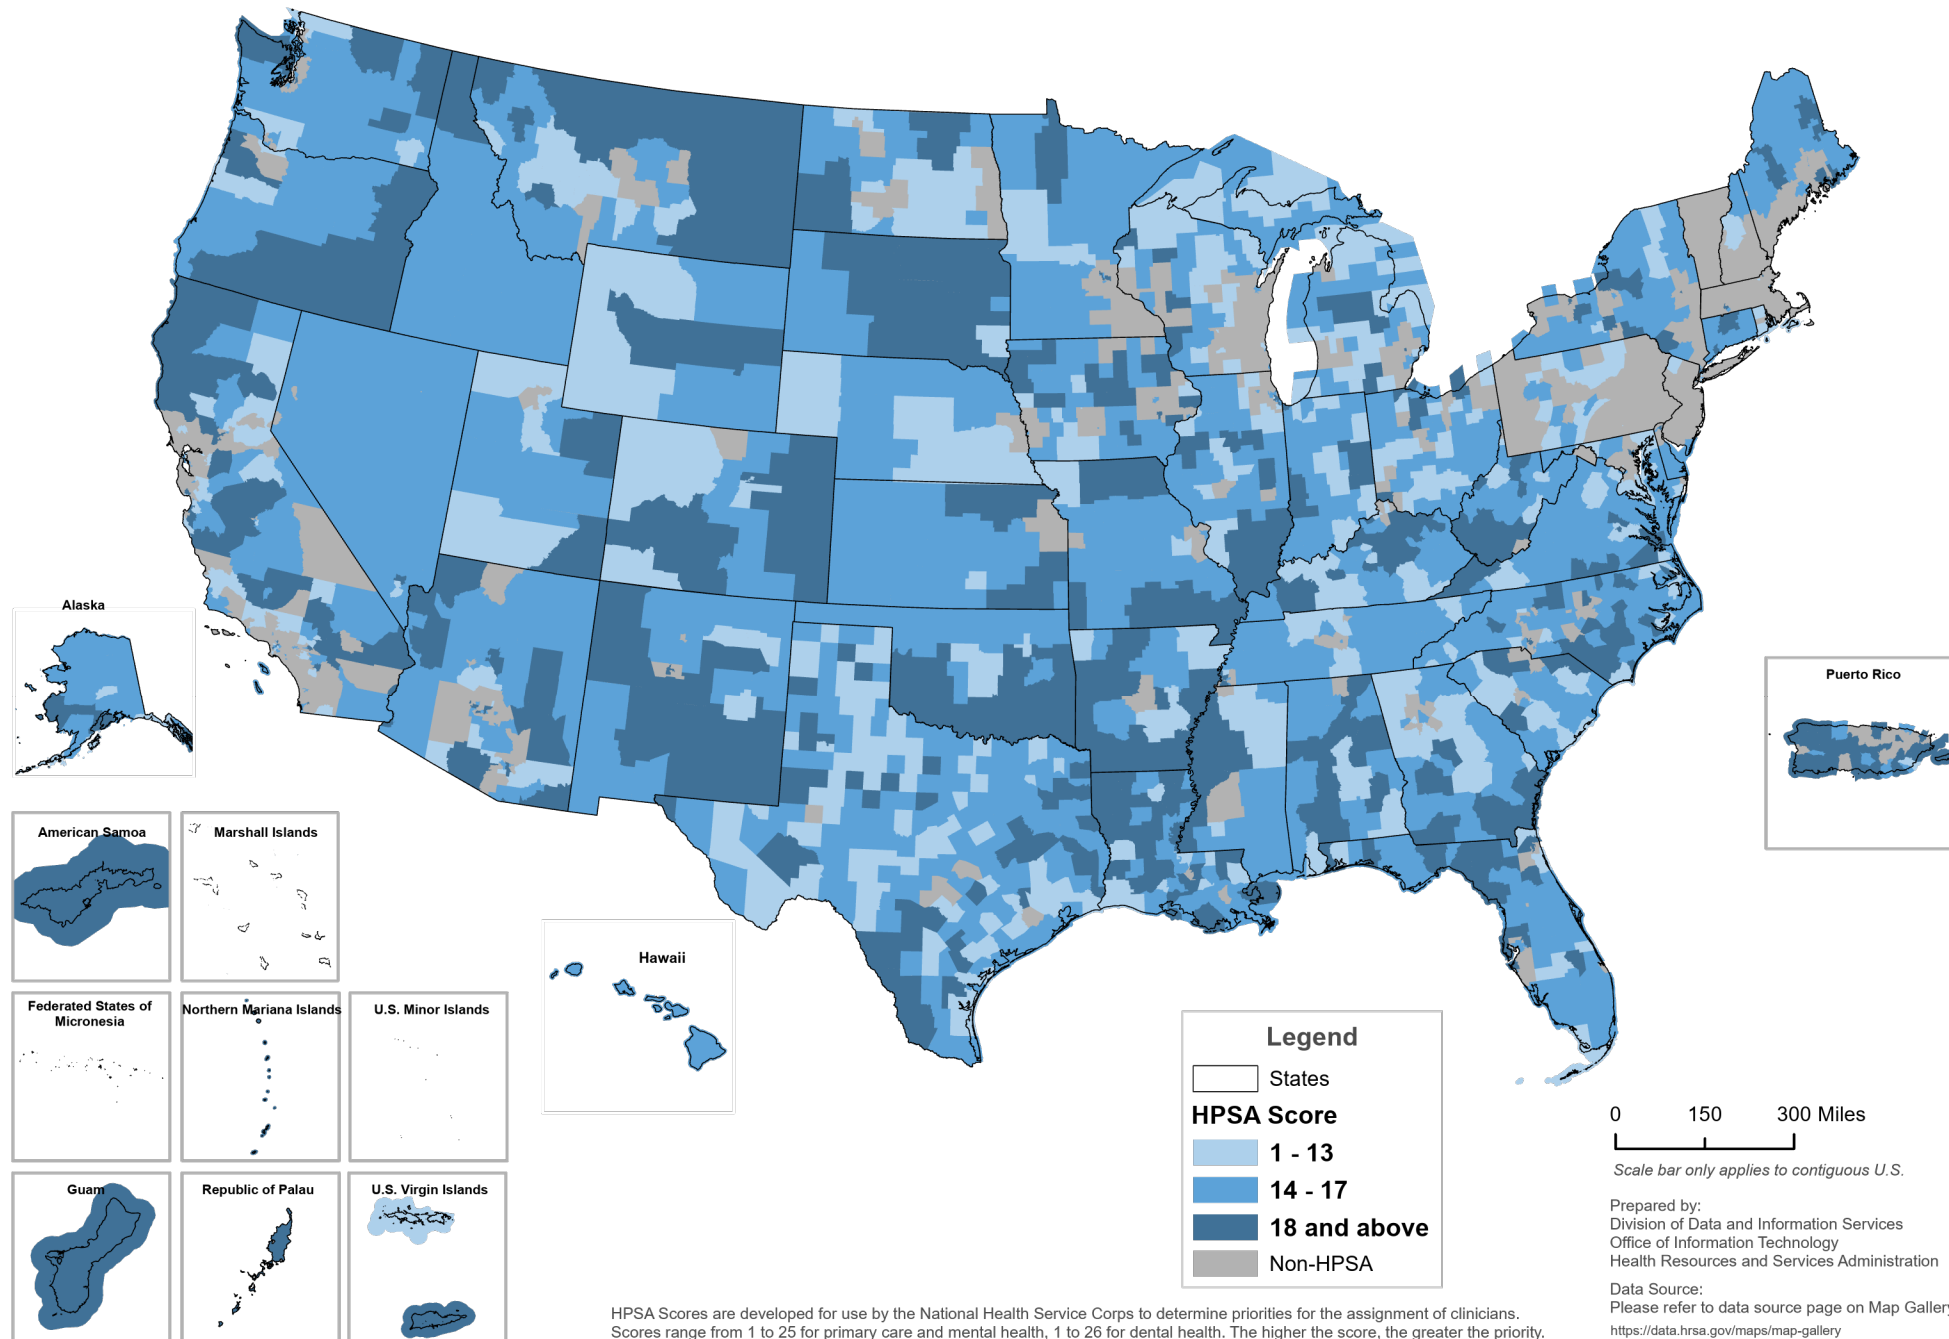 Alaska
Puerto Rico
American Samoa
Marshall Islands
Hawaii
Federated States of
Micronesia
Northern Mariana Islands
U.S. Minor Islands
Guam
Republic of Palau
U.S. Virgin Islands
Legend
States
HPSA Score
1 - 13
14 - 17
18 and above
Non-HPSA
0 150 300 Miles
Scale bar only applies to contiguous U.S.
Prepared by:
Division of Data and Information Services
Office of Information Technology
Health Resources and Services Administration
Data Source:
Please refer to data source page on Map Gallery
https://data.hrsa.gov/maps/map-gallery
HPSA Scores are developed for use by the National Health Service Corps to determine priorities for the assignment of clinicians.
Scores range from 1 to 25 for primary care and mental health, 1 to 26 for dental health. The higher the score, the greater the priority.